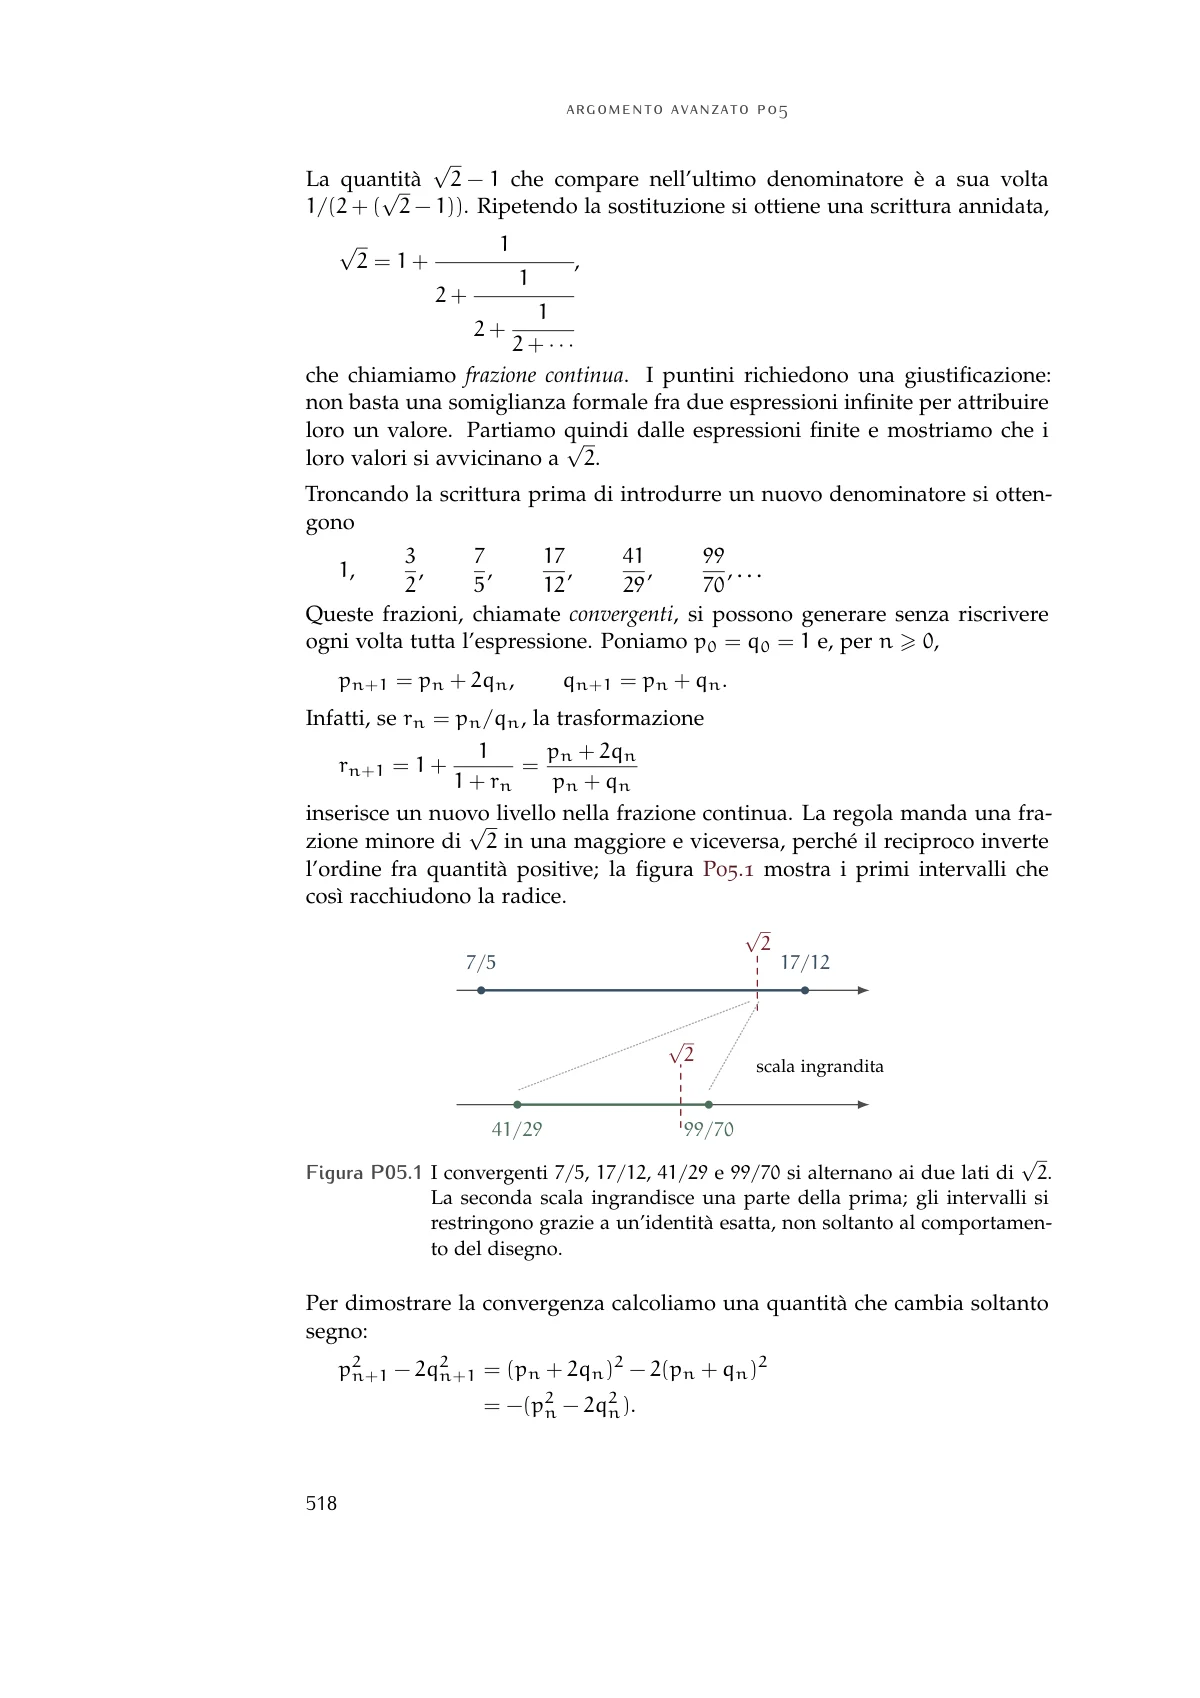 ARGOMENTO AVANZATO P05
La quantità √2 − 1 che compare nell'ultimo denominatore è a sua volta
1/(2 + (√2 − 1)). Ripetendo la sostituzione si ottiene una scrittura annidata,
√2 = 1 + 1/(2 + 1/(2 + 1/(2 + ···))),
che chiamiamo frazione continua. I puntini richiedono una giustificazione:
non basta una somiglianza formale fra due espressioni infinite per attribuire
loro un valore. Partiamo quindi dalle espressioni finite e mostriamo che i
loro valori si avvicinano a √2.
Troncando la scrittura prima di introdurre un nuovo denominatore si otten-
gono
1, 3/2, 7/5, 17/12, 41/29, 99/70, ...
Queste frazioni, chiamate convergenti, si possono generare senza riscrivere
ogni volta tutta l'espressione. Poniamo p₀ = q₀ = 1 e, per n ⩾ 0,
pₙ₊₁ = pₙ + 2qₙ, qₙ₊₁ = pₙ + qₙ.
Infatti, se rₙ = pₙ/qₙ, la trasformazione
rₙ₊₁ = 1 + 1/(1 + rₙ) = (pₙ + 2qₙ)/(pₙ + qₙ)
inserisce un nuovo livello nella frazione continua. La regola manda una fra-
zione minore di √2 in una maggiore e viceversa, perché il reciproco inverte
l'ordine fra quantità positive; la figura P05.1 mostra i primi intervalli che
così racchiudono la radice.
√2
7/5 17/12
√2
scala ingrandita
41/29 99/70
Figura P05.1 I convergenti 7/5, 17/12, 41/29 e 99/70 si alternano ai due lati di √2.
La seconda scala ingrandisce una parte della prima; gli intervalli si
restringono grazie a un'identità esatta, non soltanto al comportamen-
to del disegno.
Per dimostrare la convergenza calcoliamo una quantità che cambia soltanto
segno:
p²ₙ₊₁ − 2q²ₙ₊₁ = (pₙ + 2qₙ)² − 2(pₙ + qₙ)²
= −(p²ₙ − 2q²ₙ).
518